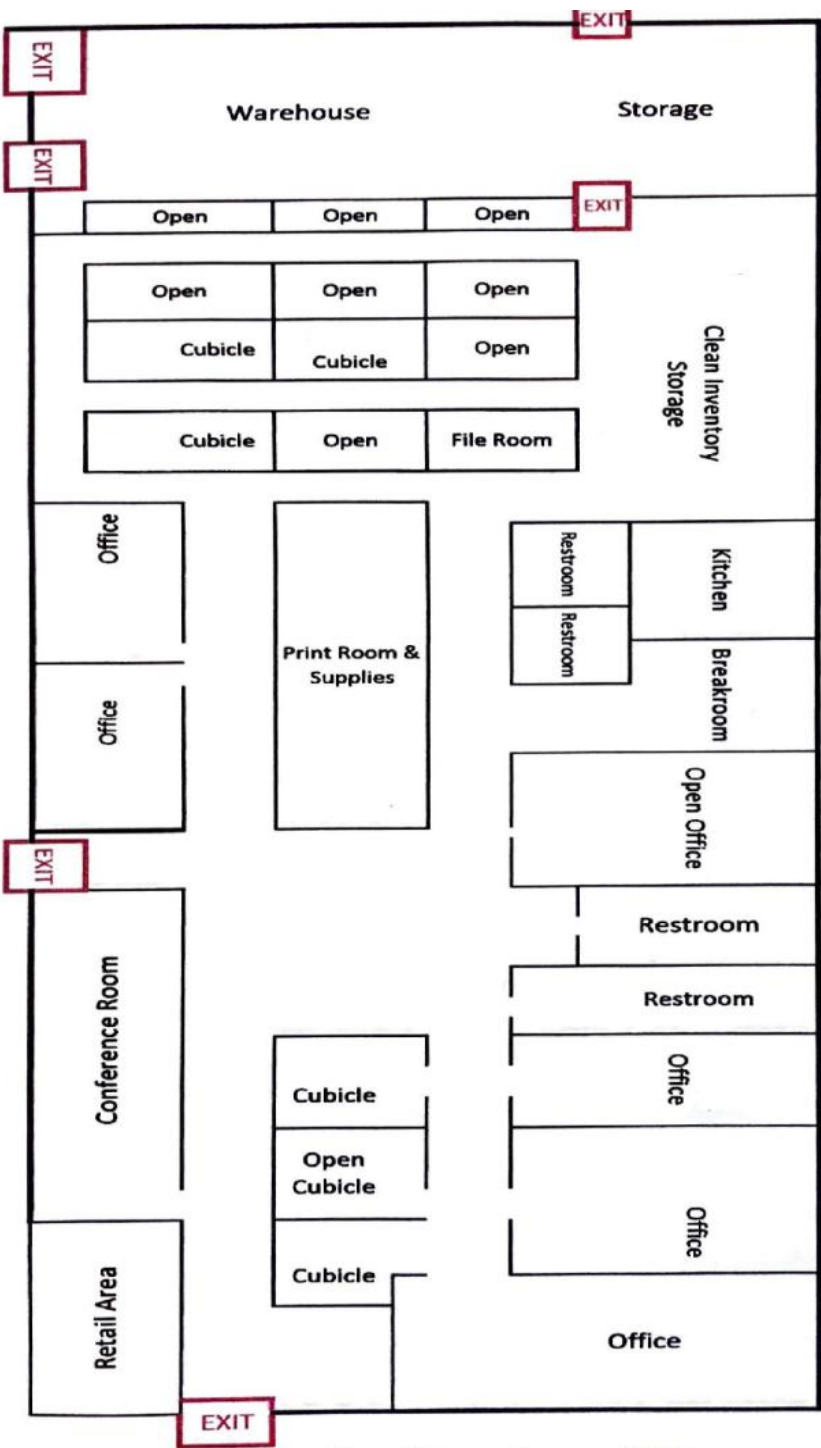 EXIT
EXIT
Warehouse
Storage
EXIT
EXIT
Open
Open
Open
Open
Open
Open
Cubicle
Cubicle
Open
Cubicle
Open
File Room
Clean Inventory
Storage
Office
Office
Print Room &
Supplies
Restroom
Restroom
Kitchen
Breakroom
Open Office
EXIT
Restroom
Restroom
Conference Room
Cubicle
Open
Cubicle
Cubicle
Office
Office
Retail Area
Office
EXIT